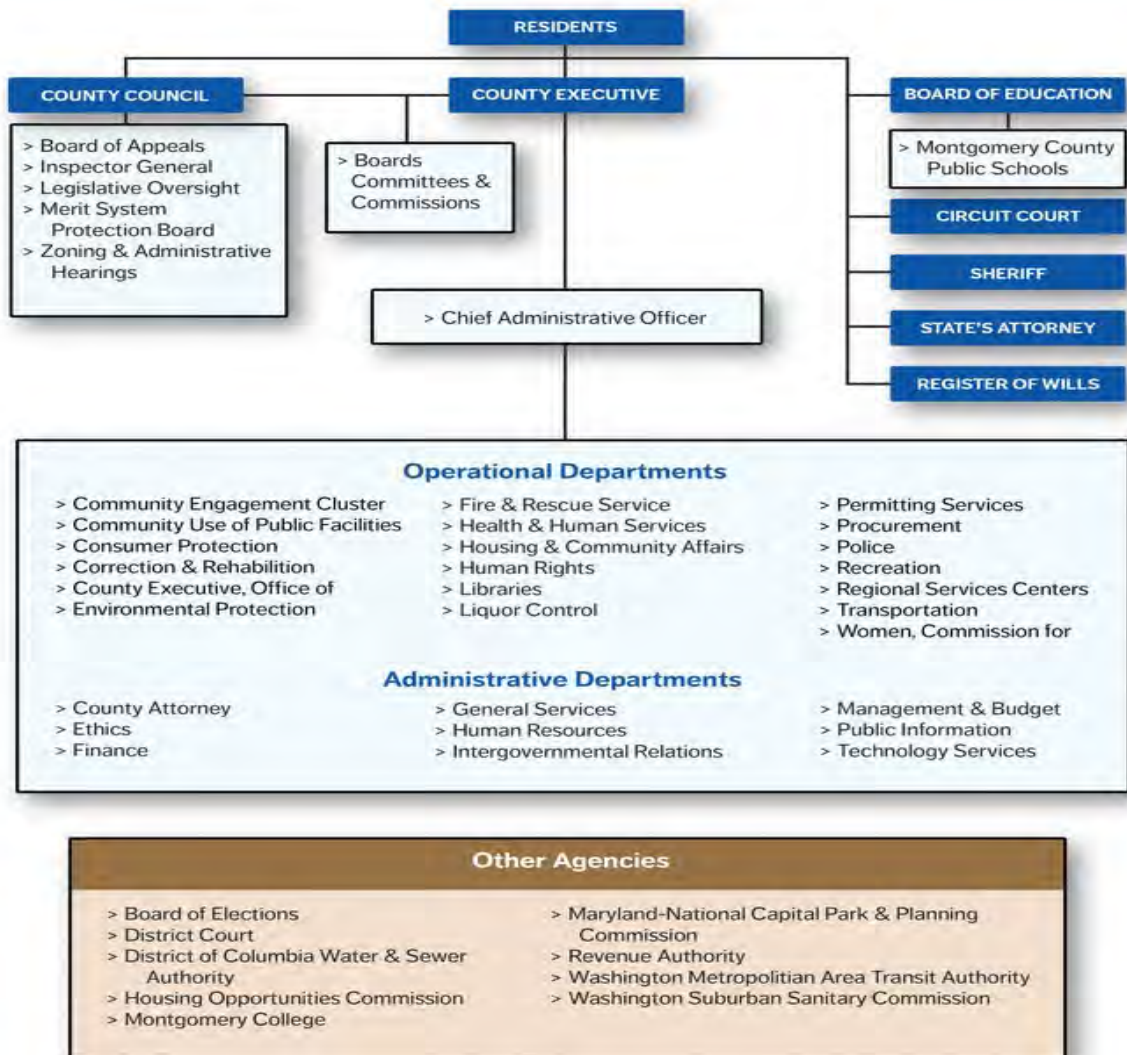 RESIDENTS
COUNTY COUNCIL
COUNTY EXECUTIVE
BOARD OF EDUCATION
> Board of Appeals
> Inspector General
> Legislative Oversight
> Merit System
Protection Board
> Zoning & Administrative
Hearings
> Boards
Committees &
Commissions
> Montgomery County
Public Schools
CIRCUIT COURT
SHERIFF
STATE'S ATTORNEY
REGISTER OF WILLS
> Chief Administrative Officer
Operational Departments
> Community Engagement Cluster
> Community Use of Public Facilities
> Consumer Protection
> Correction & Rehabilition
> County Executive, Office of
> Environmental Protection
> Fire & Rescue Service
> Health & Human Services
> Housing & Community Affairs
> Human Rights
> Libraries
> Liquor Control
> Permitting Services
> Procurement
> Police
> Recreation
> Regional Services Centers
> Transportation
> Women, Commission for
Administrative Departments
> County Attorney
> Ethics
> Finance
> General Services
> Human Resources
> Intergovernmental Relations
> Management & Budget
> Public Information
> Technology Services
Other Agencies
> Board of Elections
> District Court
> District of Columbia Water & Sewer
Authority
> Housing Opportunities Commission
> Montgomery College
> Maryland-National Capital Park & Planning
Commission
> Revenue Authority
> Washington Metropolitian Area Transit Authority
> Washington Suburban Sanitary Commission